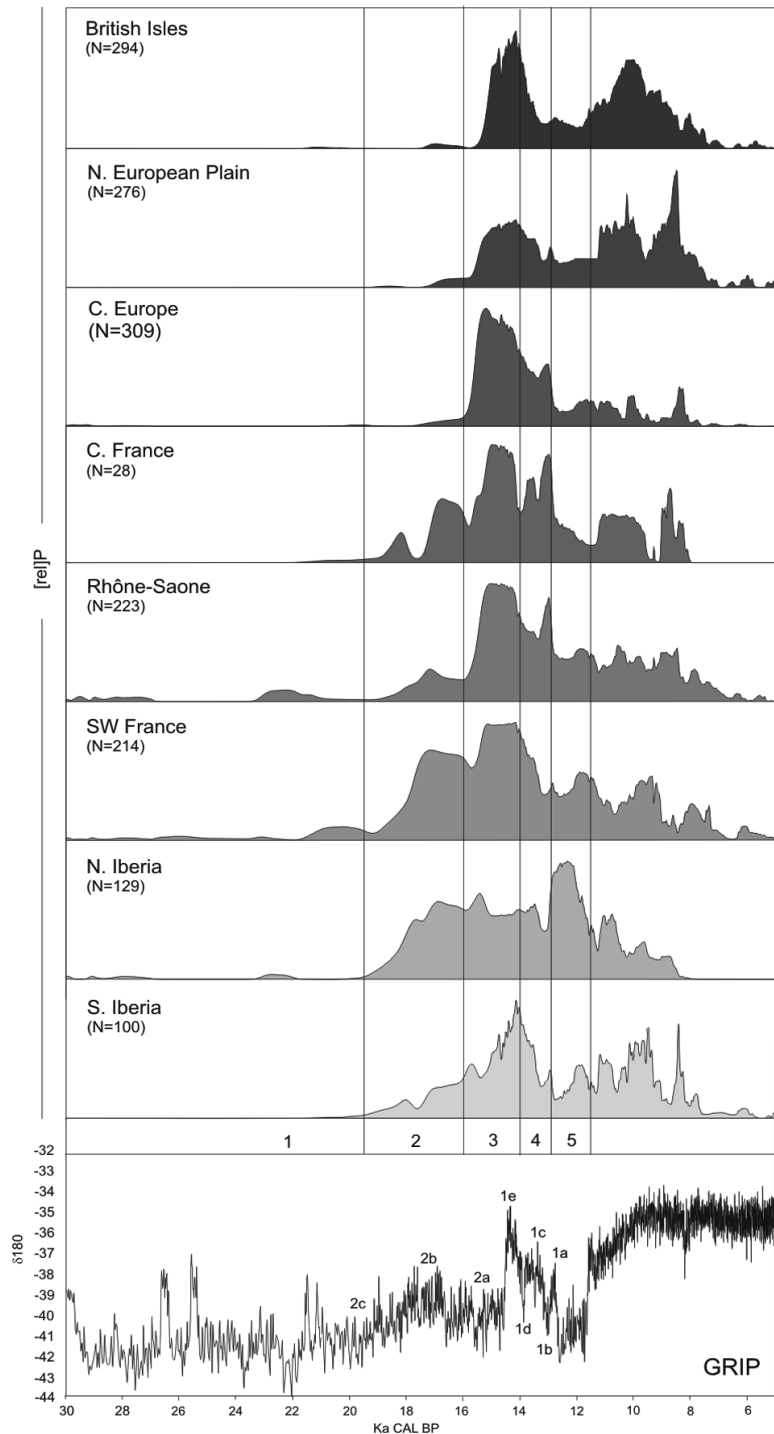 British Isles
(N=294)
N. European Plain
(N=276)
C. Europe
(N=309)
C. France
(N=28)
[rel]P
Rhône-Saone
(N=223)
SW France
(N=214)
N. Iberia
(N=129)
S. Iberia
(N=100)
1 2 3 4 5
-32
-33
-34
-35
-36
-37
-38
-39
-40
-41
-42
-43
-44
δ180
2c 2b 2a 1e 1d 1c 1b 1a
GRIP
30 28 26 24 22 20 18 16 14 12 10 8 6
Ka CAL BP